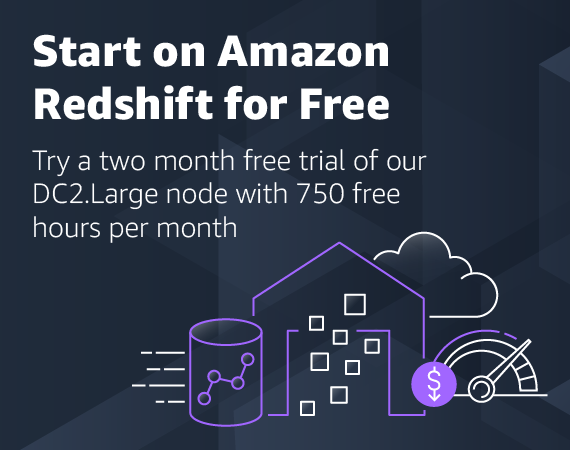 Start on Amazon
Redshift for Free
Try a two month free trial of our
DC2.Large node with 750 free
hours per month
$